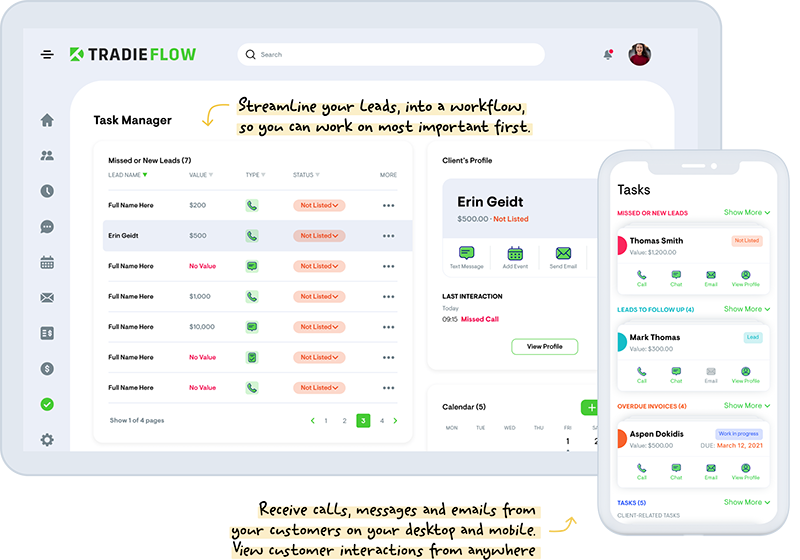 TRADIEFLOW
Search
Streamline your leads, into a workflow,
so you can work on most important first.
Task Manager
Missed or New Leads (7)
LEAD NAME VALUE TYPE STATUS MORE
Full Name Here $200 Not Listed
Erin Geidt $500 Not Listed
Full Name Here No Value Not Listed
Full Name Here $1,000 Not Listed
Full Name Here $10,000 Not Listed
Full Name Here No Value Not Listed
Full Name Here No Value Not Listed
Show 1 of 4 pages
1 2 3 4
Client's Profile
Erin Geidt
$500.00 · Not Listed
Text Message Add Event Send Email
LAST INTERACTION
Today
09:15 Missed Call
View Profile
Calendar (5)
MON TUE WED THU FRI
1 2
Tasks
MISSED OR NEW LEADS Show More
Thomas Smith Not Listed
Value: $1,200.00
Call Chat Email View Profile
LEADS TO FOLLOW UP (4) Show More
Mark Thomas Lead
Value: $300.00
Call Chat Email View Profile
OVERDUE INVOICES (4) Show More
Aspen Dokidis Work in progress
Value: $500.00 DUE: March 12, 2021
Call Chat Email View Profile
TASKS (5) Show More
CLIENT-RELATED TASKS
Receive calls, messages and emails from
your customers on your desktop and mobile.
View customer interactions from anywhere